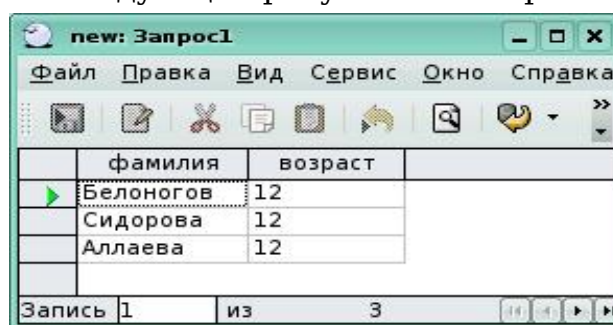 new: Запрос1
Файл Правка Вид Сервис Окно Справка
фамилия возраст
Белоногов 12
Сидорова 12
Аллаева 12
Запись 1 из 3